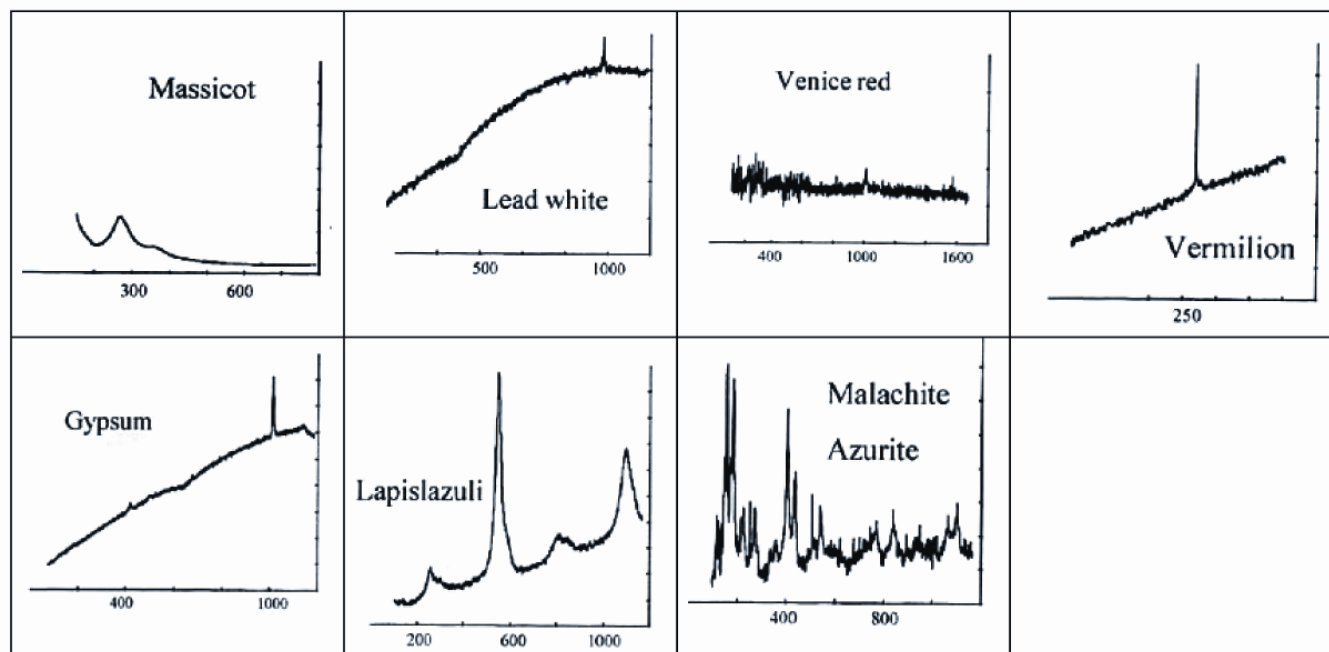 Massicot
300 600
Lead white
500 1000
Venice red
400 1000 1600
Vermilion
250
Gypsum
400 1000
Lapislazuli
200 600 1000
Malachite
Azurite
400 800